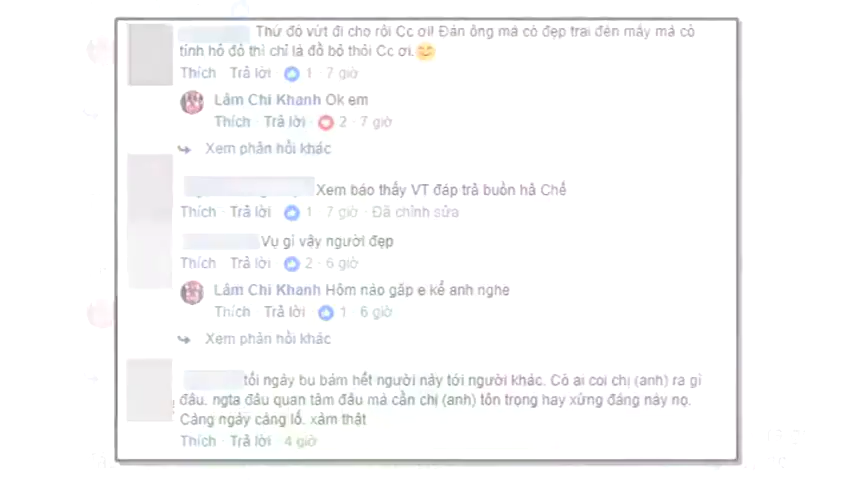 Thứ đó vứt đi cho rồi Cc ơi! Đàn ông mà có đẹp trai đến mấy mà có
tính hó đó thì chỉ là đồ bỏ thôi Cc ơi.😊
Thích · Trả lời · 1 · 7 giờ
Lâm Chi Khanh Ok em
Thích · Trả lời · 2 · 7 giờ
Xem phản hồi khác
Xem báo thấy VT đáp trả buồn hả Chế
Thích · Trả lời · 1 · 7 giờ · Đã chỉnh sửa
Vụ gì vậy người đẹp
Thích · Trả lời · 2 · 6 giờ
Lâm Chi Khanh Hôm nào gặp e kể anh nghe
Thích · Trả lời · 1 · 6 giờ
Xem phản hồi khác
tối ngày bu bám hết người này tới người khác. Có ai coi chị (anh) ra gì
đâu. ngta đâu quan tâm đâu mà cần chị (anh) tôn trọng hay xứng đáng này nọ.
Càng ngày càng lố. xàm thật
Thích · Trả lời · 4 giờ